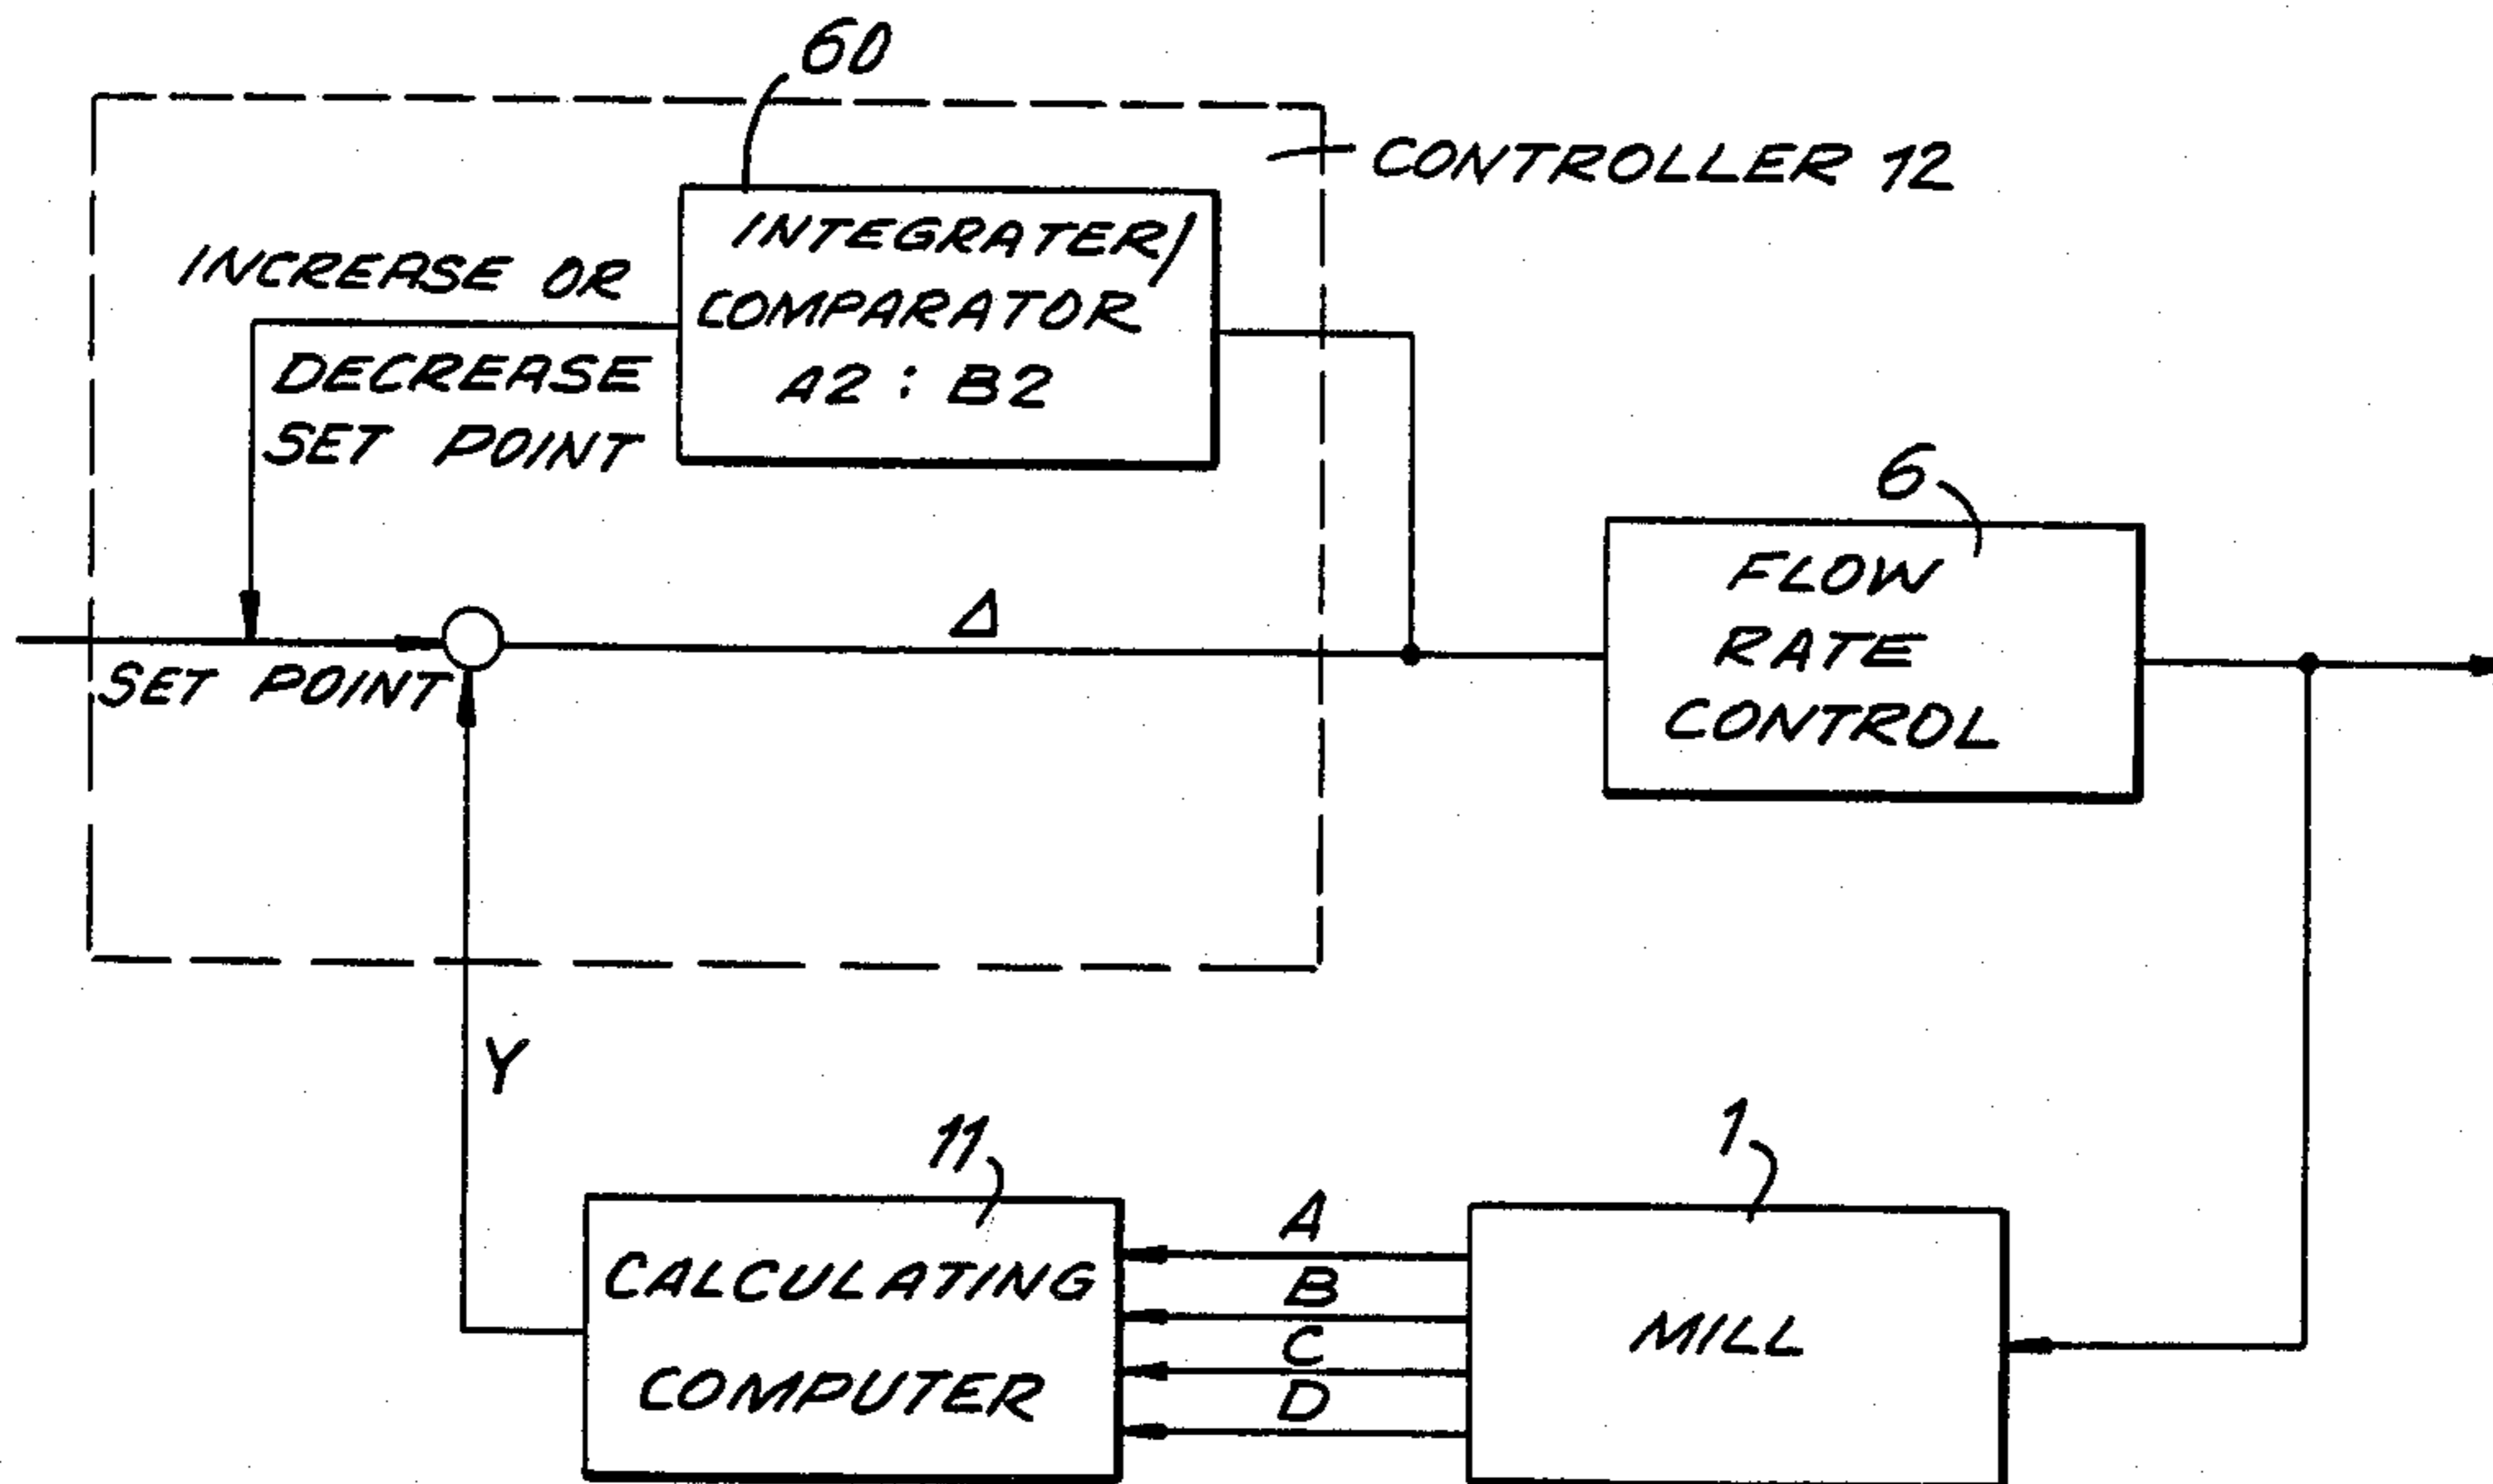 60
CONTROLLER 12
INTEGRATER/
COMPARATOR
A2 : B2
INCREASE OR
DECREASE
SET POINT
6
FLOW
RATE
CONTROL
Δ
SET POINT
Y
11
CALCULATING
COMPUTER
A
B
C
D
1
MILL